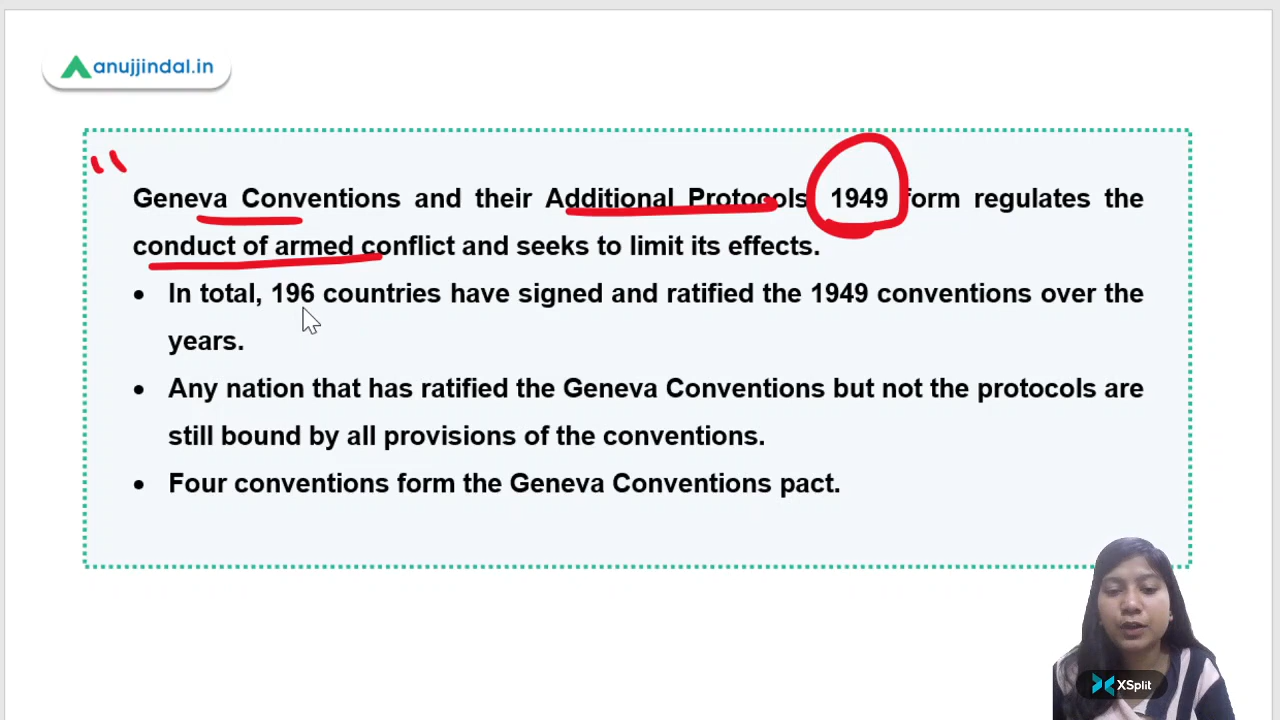 anujjindal.in
Geneva Conventions and their Additional Protocols 1949 form regulates the
conduct of armed conflict and seeks to limit its effects.
• In total, 196 countries have signed and ratified the 1949 conventions over the
years.
• Any nation that has ratified the Geneva Conventions but not the protocols are
still bound by all provisions of the conventions.
• Four conventions form the Geneva Conventions pact.
XSplit